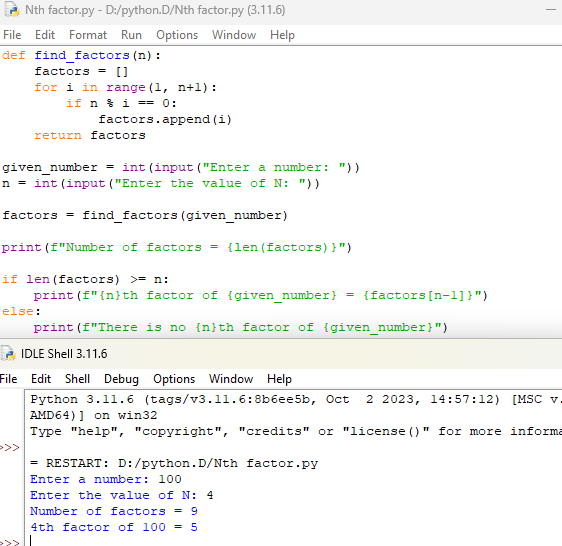 Nth factor.py - D:/python.D/Nth factor.py (3.11.6)
File Edit Format Run Options Window Help
def find_factors(n):
    factors = []
    for i in range(1, n+1):
        if n % i == 0:
            factors.append(i)
    return factors

given_number = int(input("Enter a number: "))
n = int(input("Enter the value of N: "))

factors = find_factors(given_number)

print(f"Number of factors = {len(factors)}")

if len(factors) >= n:
    print(f"{n}th factor of {given_number} = {factors[n-1]}")
else:
    print(f"There is no {n}th factor of {given_number}")
IDLE Shell 3.11.6
File Edit Shell Debug Options Window Help
Python 3.11.6 (tags/v3.11.6:8b6ee5b, Oct  2 2023, 14:57:12) [MSC v.
AMD64)] on win32
Type "help", "copyright", "credits" or "license()" for more
>>>
= RESTART: D:/python.D/Nth factor.py
Enter a number: 100
Enter the value of N: 4
Number of factors = 9
4th factor of 100 = 5
>>>